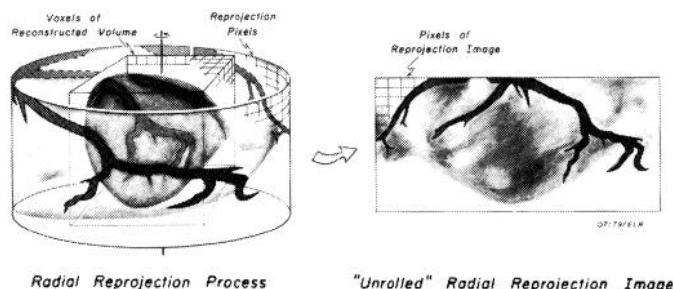 Voxels of
Reconstructed Volume
Reprojection
Pixels
Pixels of
Reprojection Image
Radial Reprojection Process
"Unrolled" Radial Reprojection Image